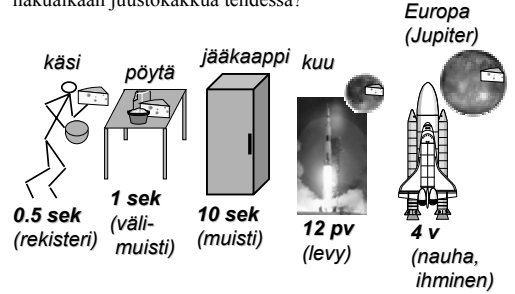 hakuaikaan juustokakkua tehdessä?
Europa
(Jupiter)
käsi
pöytä
jääkaappi
kuu
0.5 sek
(rekisteri)
1 sek
(väli-
muisti)
10 sek
(muisti)
12 pv
(levy)
4 v
(nauha,
ihminen)